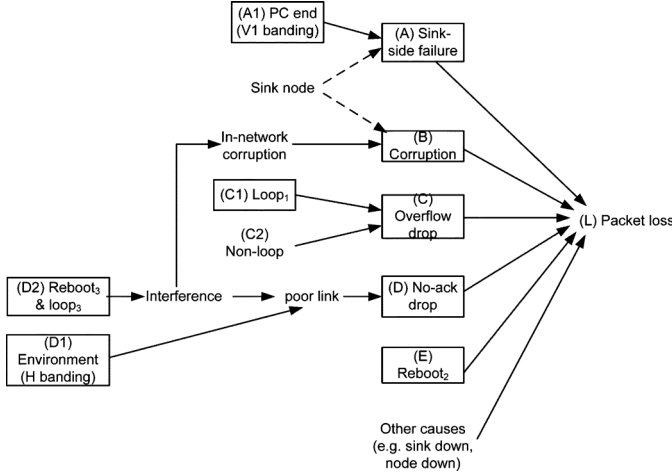 (A1) PC end
(V1 banding)
(A) Sink-
side failure
Sink node
In-network
corruption
(B)
Corruption
(C1) Loop₁
(C)
Overflow
drop
(C2)
Non-loop
(L) Packet loss
(D2) Reboot₃
& loop₃
Interference
poor link
(D) No-ack
drop
(D1)
Environment
(H banding)
(E)
Reboot₂
Other causes
(e.g. sink down,
node down)